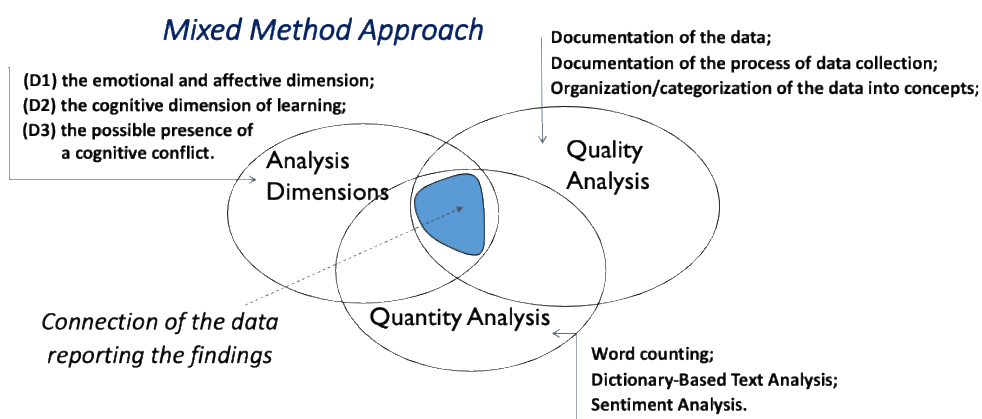 Mixed Method Approach
(D1) the emotional and affective dimension;
(D2) the cognitive dimension of learning;
(D3) the possible presence of
a cognitive conflict.
Documentation of the data;
Documentation of the process of data collection;
Organization/categorization of the data into concepts;
Analysis
Dimensions
Quality
Analysis
Quantity Analysis
Connection of the data
reporting the findings
Word counting;
Dictionary-Based Text Analysis;
Sentiment Analysis.